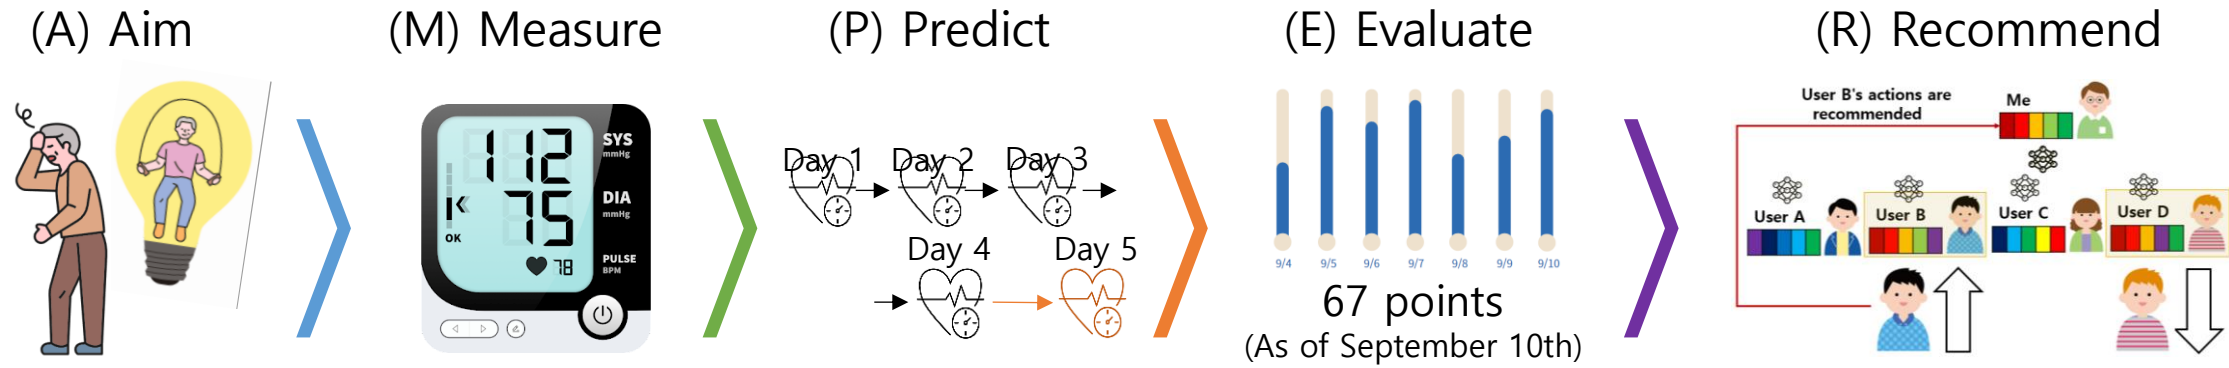 (A) Aim
(M) Measure
(P) Predict
(E) Evaluate
(R) Recommend
112
SYS
mmHg
75
DIA
mmHg
OK
78
PULSE
BPM
Day 1
Day 2
Day 3
Day 4
Day 5
9/4
9/5
9/6
9/7
9/8
9/9
9/10
67 points
(As of September 10th)
User B's actions are
recommended
Me
User A
User B
User C
User D